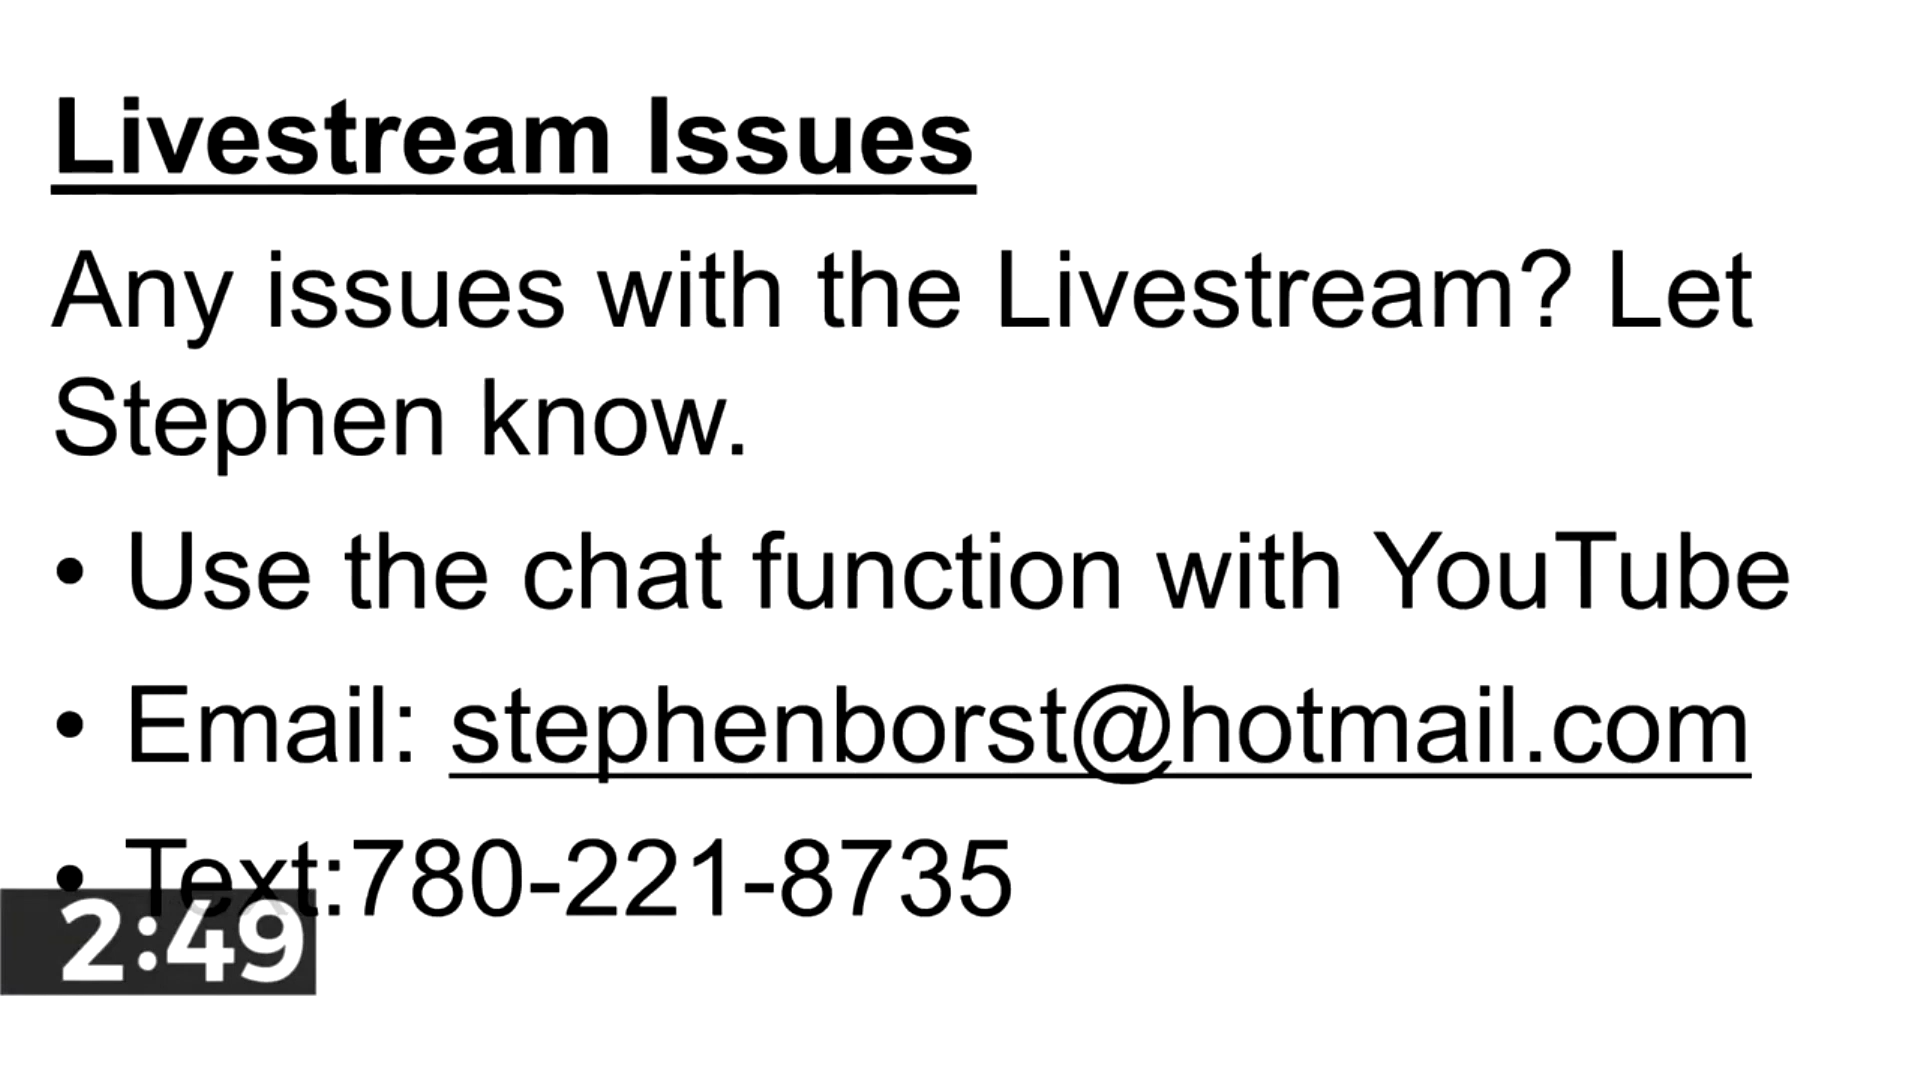 Livestream Issues
Any issues with the Livestream? Let
Stephen know.
• Use the chat function with YouTube
• Email: stephenborst@hotmail.com
• Text:780-221-8735
2:49